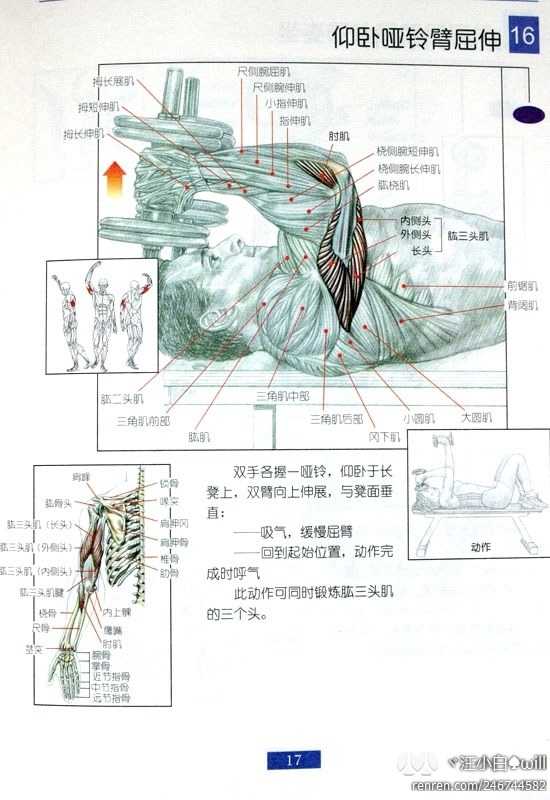 仰卧哑铃臂屈伸 16
尺侧腕屈肌
尺侧腕伸肌
小指伸肌
指伸肌
拇长展肌
拇短伸肌
拇长伸肌
肘肌
桡侧腕短伸肌
桡侧腕长伸肌
肱桡肌
内侧头
外侧头
长头
肱三头肌
前锯肌
背阔肌
肱二头肌
三角肌前部
肱肌
三角肌中部
三角肌后部
冈下肌
小圆肌
大圆肌
双手各握一哑铃，仰卧于长
凳上，双臂向上伸展，与凳面垂
直：
——吸气，缓慢屈臂
——回到起始位置，动作完
成时呼气
此动作可同时锻炼肱三头肌
的三个头。
动作
肩峰
肱骨头
肱三头肌（长头）
肱三头肌（外侧头）
肱三头肌（内侧头）
肱三头肌腱
桡骨
尺骨
茎突
锁骨
喙突
肩胛冈
肩胛骨
椎骨
肋骨
内上髁
鹰嘴
肘肌
腕骨
掌骨
近节指骨
中节指骨
远节指骨
17
汪小白♠will
renren.com/246744582